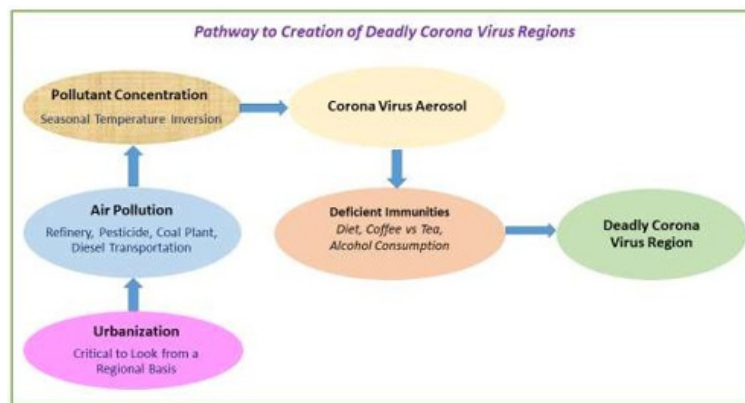 Pathway to Creation of Deadly Corona Virus Regions
Pollutant Concentration
Seasonal Temperature Inversion
Corona Virus Aerosol
Air Pollution
Refinery, Pesticide, Coal Plant,
Diesel Transportation
Deficient Immunities
Diet, Coffee vs Tea,
Alcohol Consumption
Deadly Corona
Virus Region
Urbanization
Critical to Look from a
Regional Basis